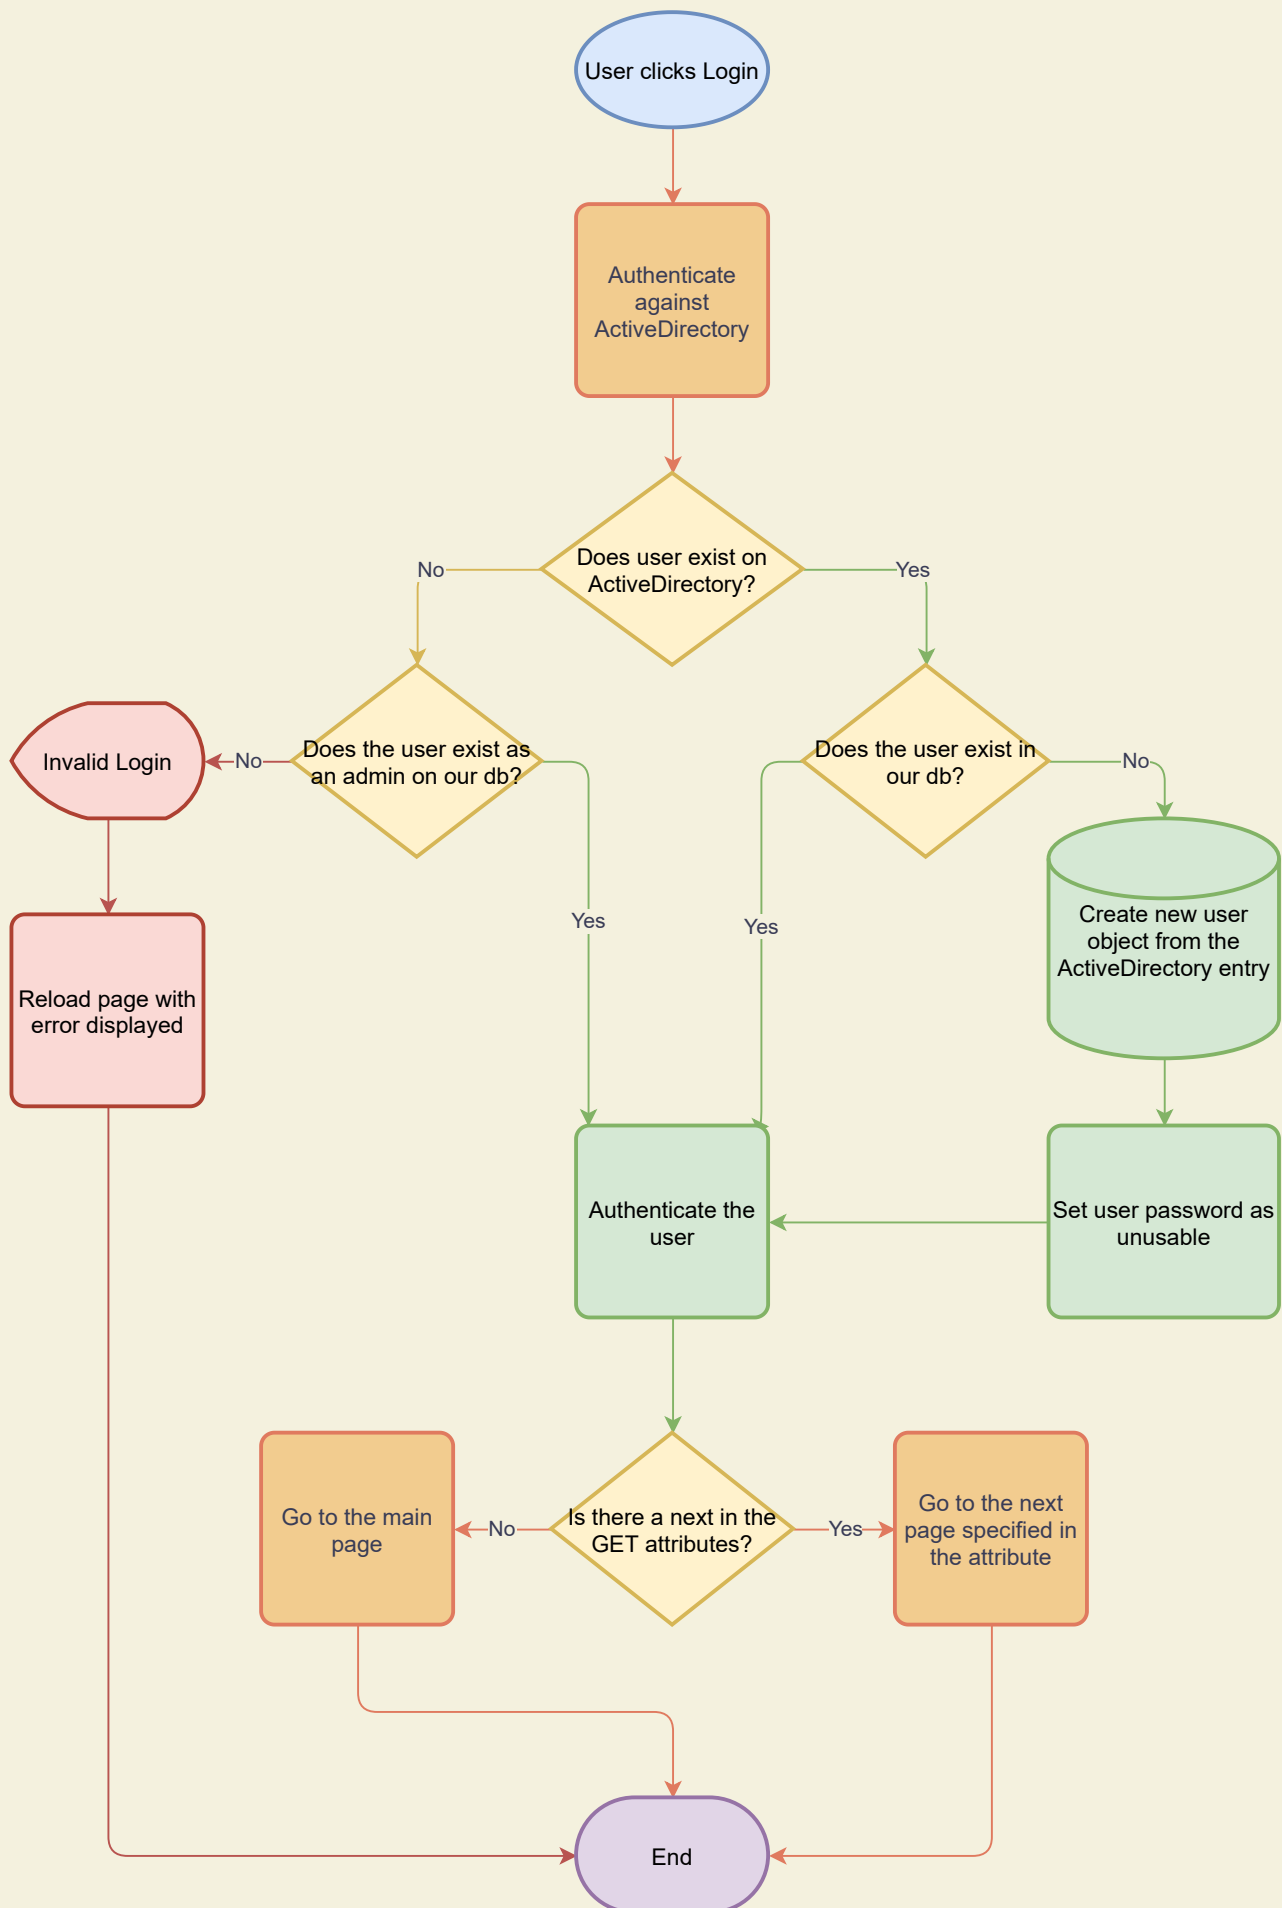 User clicks Login
Authenticate
against
ActiveDirectory
Does user exist on
ActiveDirectory?
No
Yes
Invalid Login
No
Does the user exist as
an admin on our db?
Does the user exist in
our db?
No
Yes
Yes
Create new user
object from the
ActiveDirectory entry
Reload page with
error displayed
Authenticate the
user
Set user password as
unusable
Go to the main
page
No
Is there a next in the
GET attributes?
Yes
Go to the next
page specified in
the attribute
End